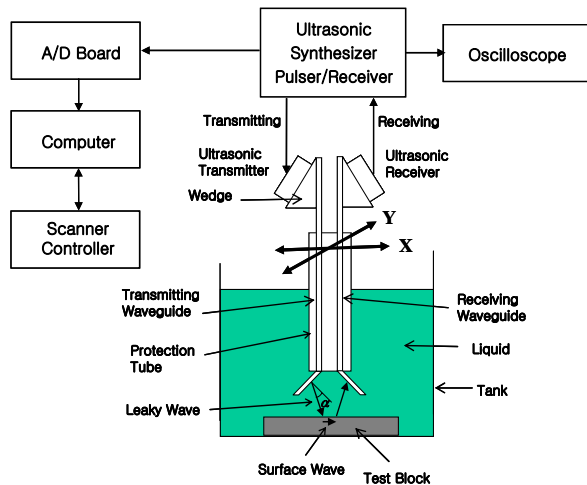 A/D Board
Ultrasonic
Synthesizer
Pulser/Receiver
Oscilloscope
Computer
Transmitting
Receiving
Ultrasonic
Transmitter
Ultrasonic
Receiver
Wedge
Scanner
Controller
Y
X
Transmitting
Waveguide
Receiving
Waveguide
Protection
Tube
Liquid
Tank
Leaky Wave
α
Surface Wave
Test Block